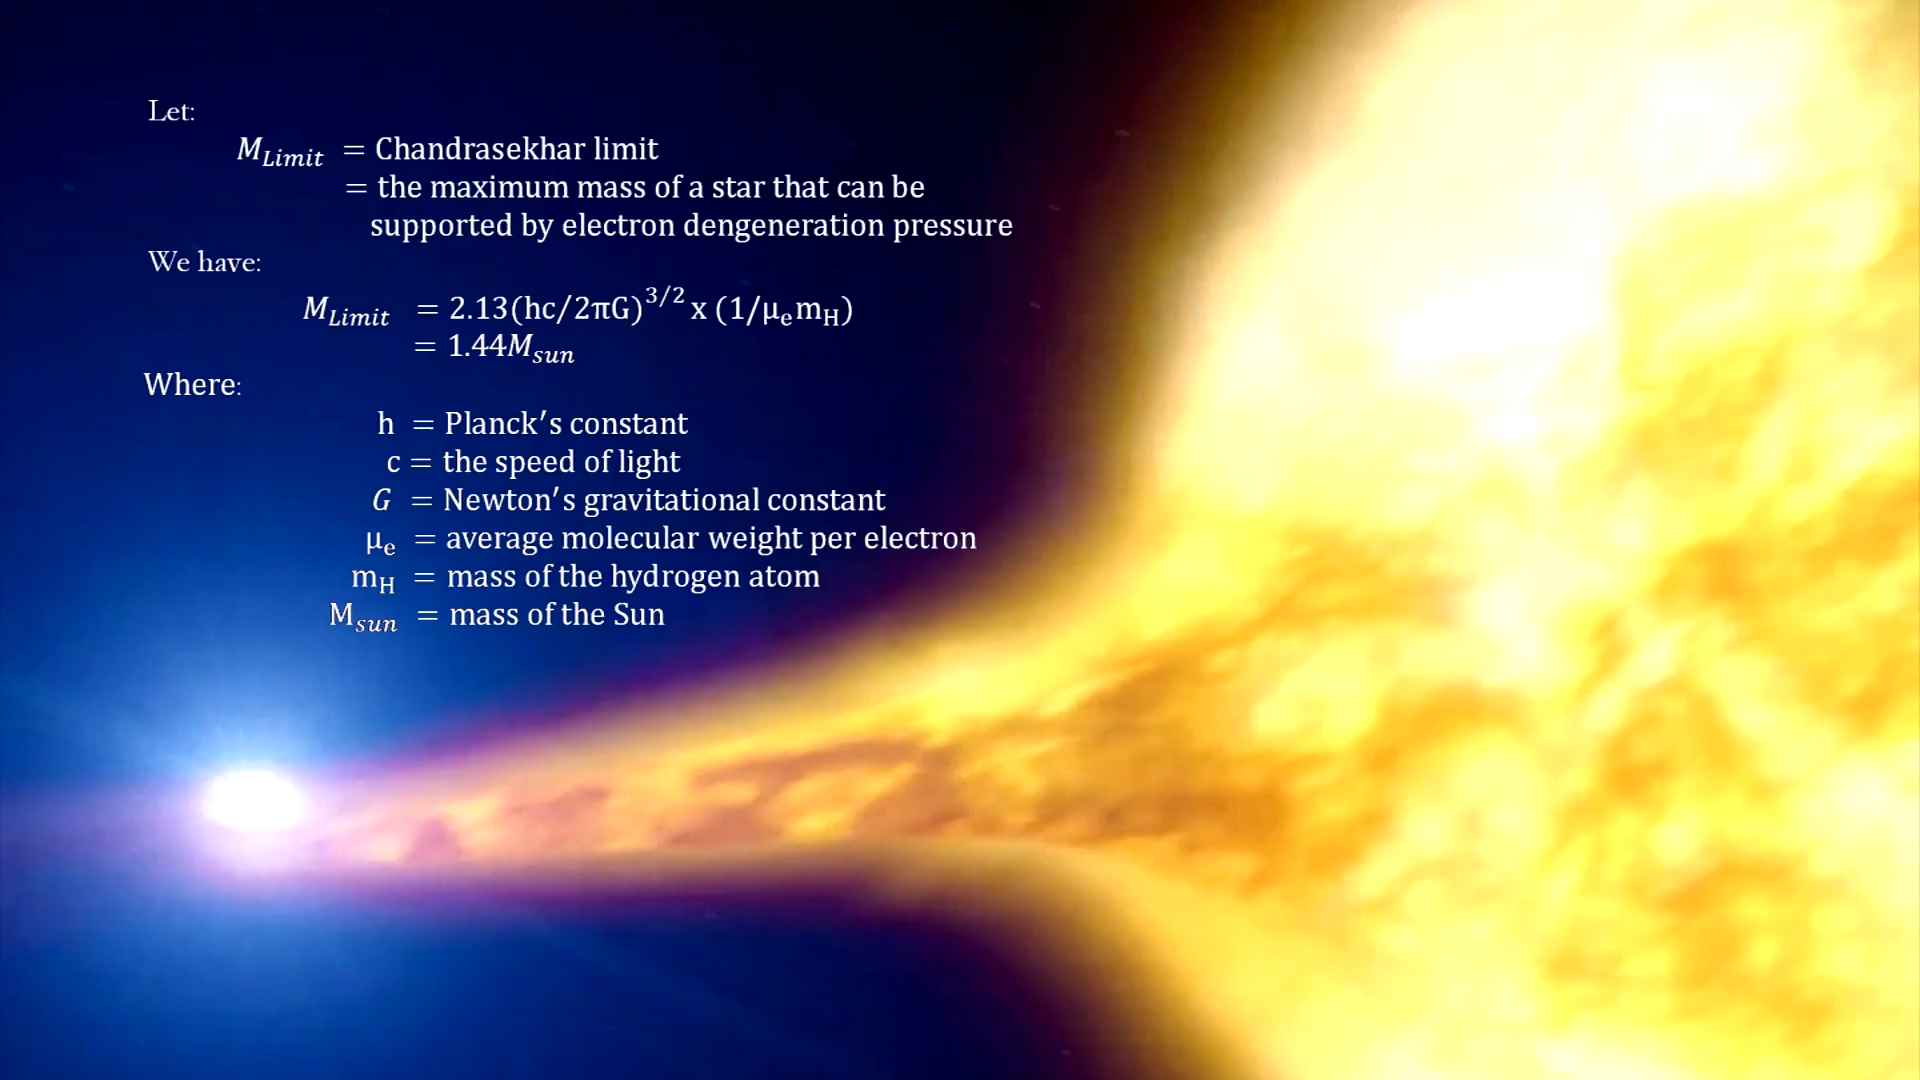 Let:
M_Limit = Chandrasekhar limit
= the maximum mass of a star that can be
supported by electron dengeneration pressure
We have:
M_Limit = 2.13(hc/2πG)^3/2 x (1/μ_e m_H)
= 1.44M_sun
Where:
h = Planck′s constant
c = the speed of light
G = Newton′s gravitational constant
μ_e = average molecular weight per electron
m_H = mass of the hydrogen atom
M_sun = mass of the Sun